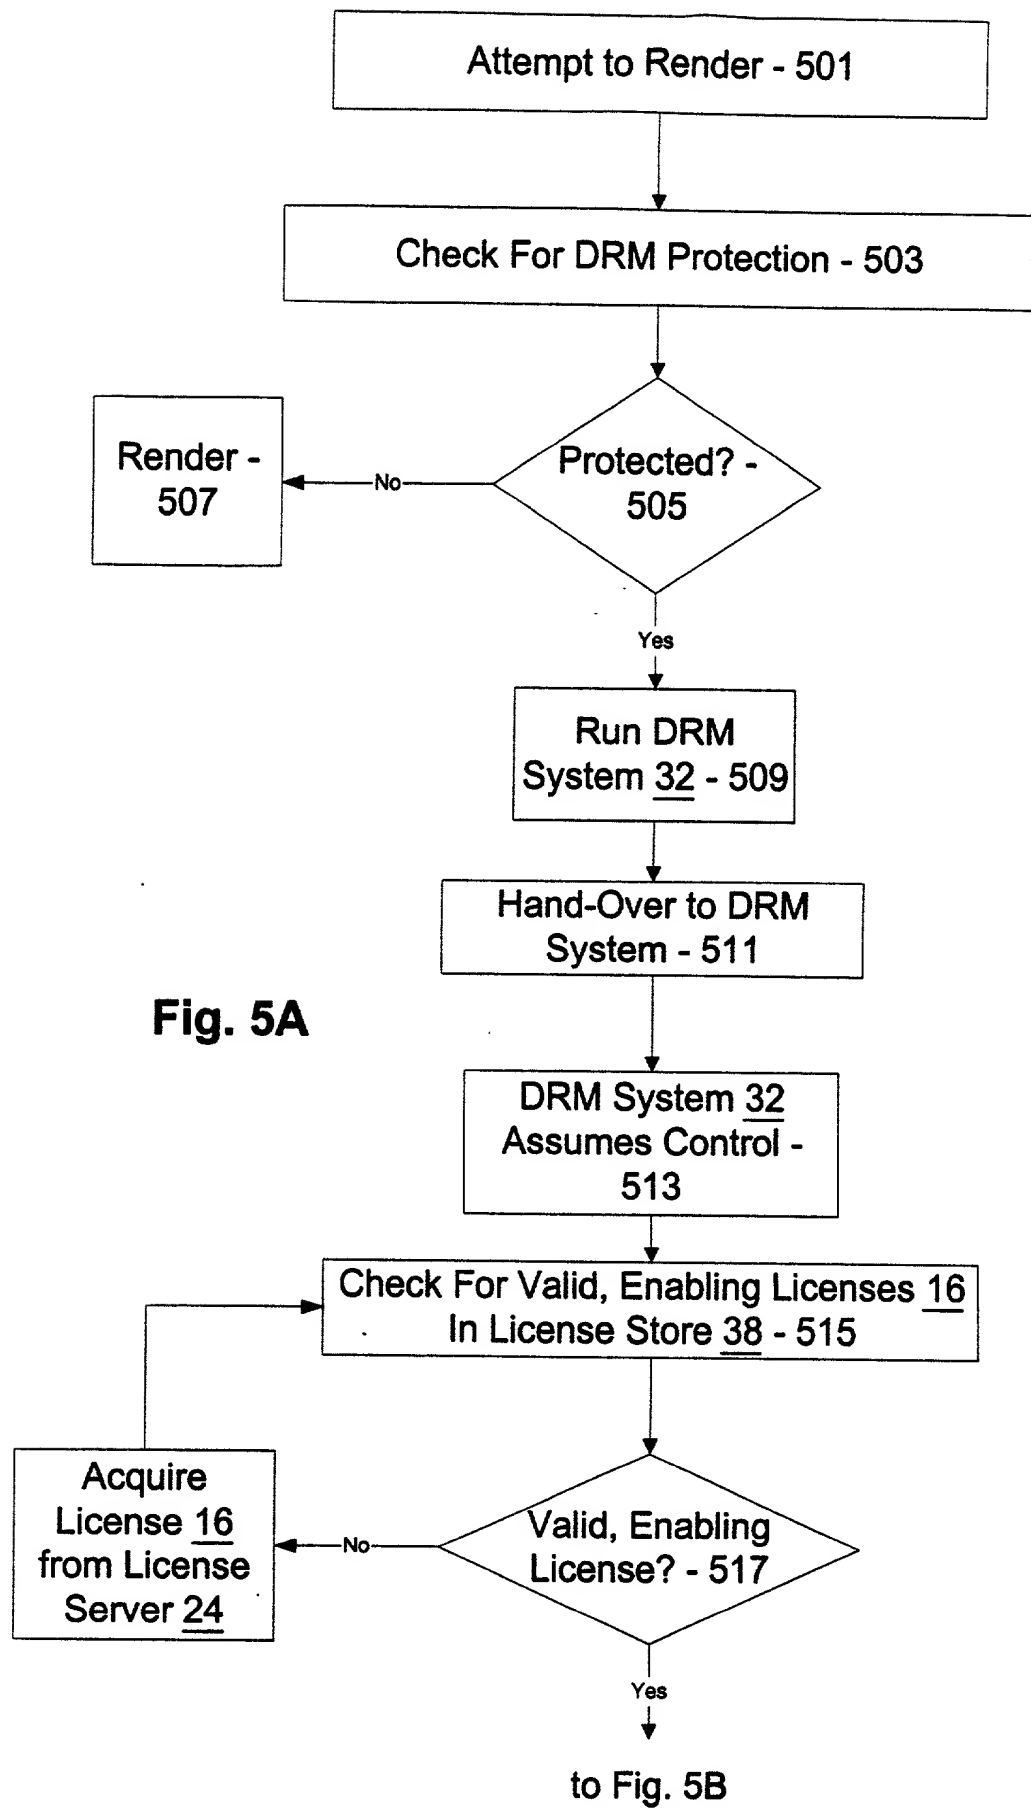 Attempt to Render - 501
Check For DRM Protection - 503
Protected? -
505
No
Render -
507
Yes
Run DRM
System 32 - 509
Hand-Over to DRM
System - 511
Fig. 5A
DRM System 32
Assumes Control -
513
Check For Valid, Enabling Licenses 16
In License Store 38 - 515
Valid, Enabling
License? - 517
No
Acquire
License 16
from License
Server 24
Yes
to Fig. 5B